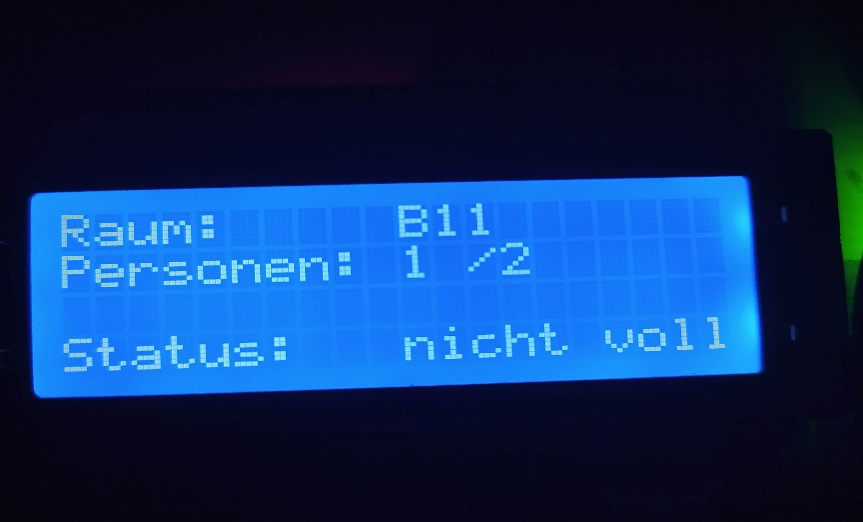 Raum: B11
Personen: 1 /2
Status: nicht voll